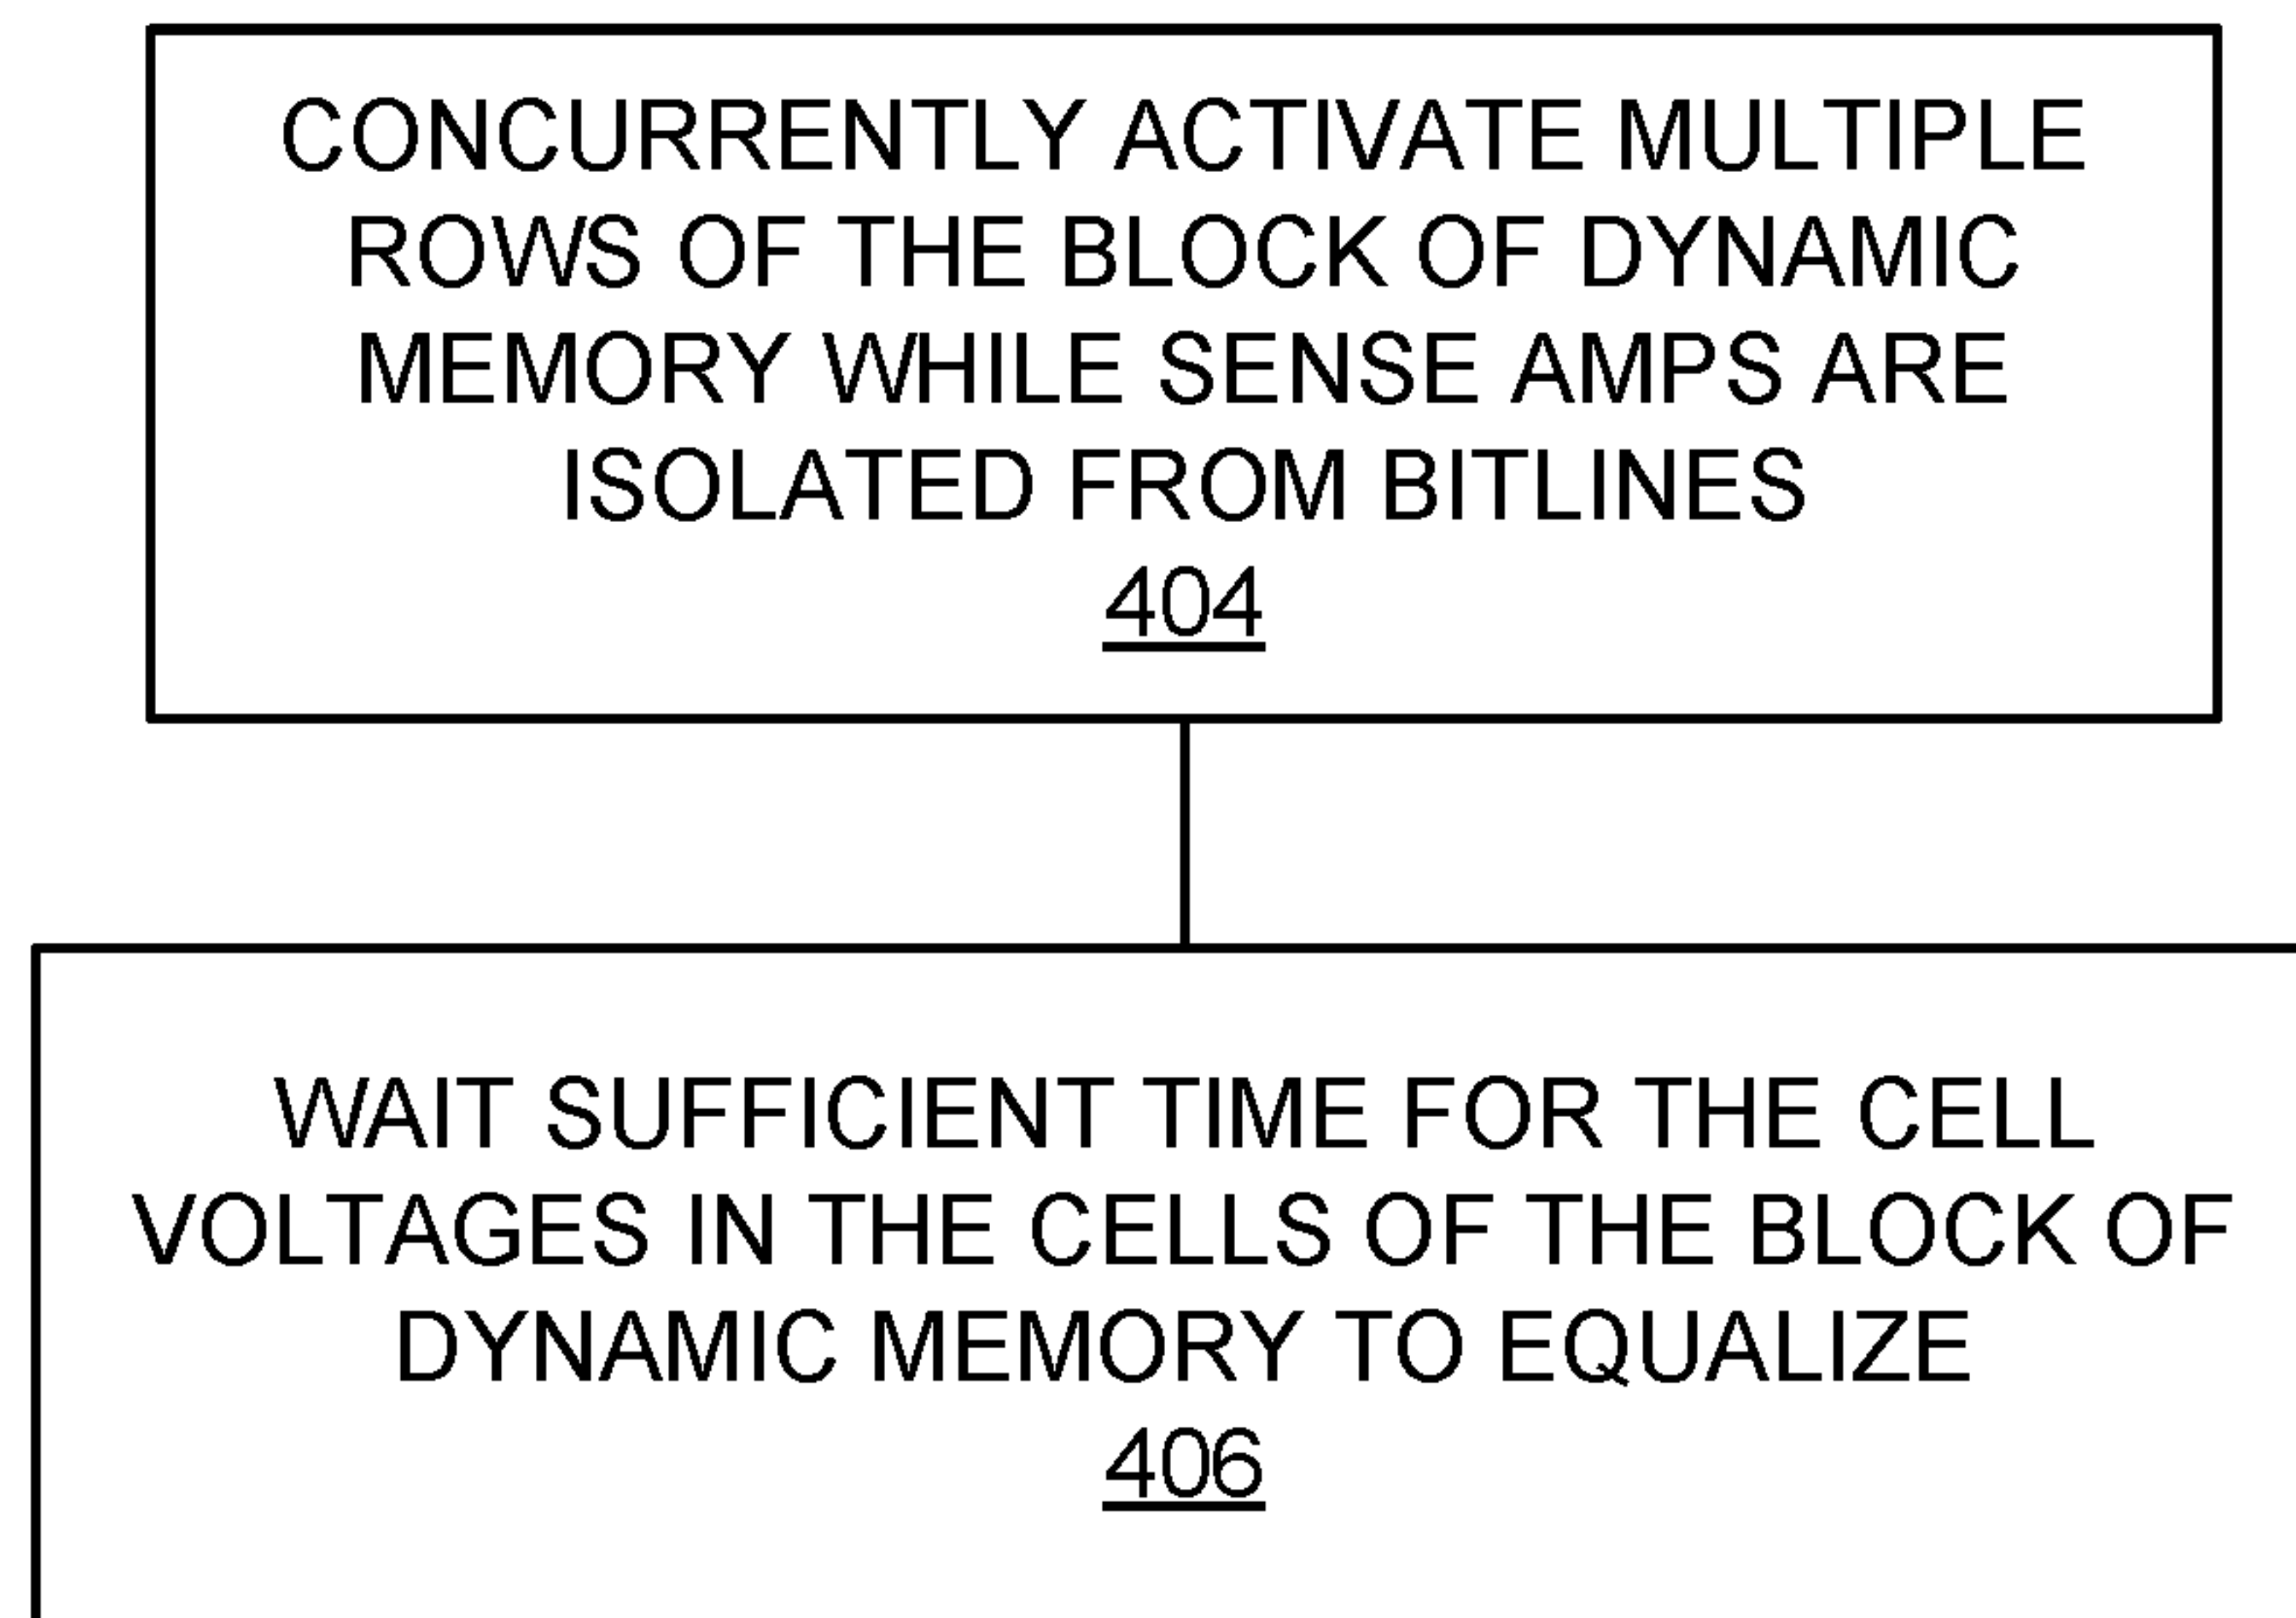 CONCURRENTLY ACTIVATE MULTIPLE
ROWS OF THE BLOCK OF DYNAMIC
MEMORY WHILE SENSE AMPS ARE
ISOLATED FROM BITLINES
404
WAIT SUFFICIENT TIME FOR THE CELL
VOLTAGES IN THE CELLS OF THE BLOCK OF
DYNAMIC MEMORY TO EQUALIZE
406